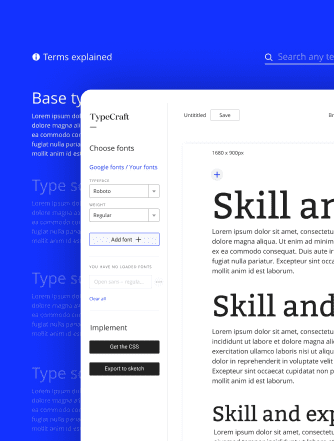 Terms explained
Search any te
Base ty
Lorem ipsum do
dolore magna ali
ea commodo con
fugiat nulla paria
mollit anim id est
Type s
Type s
Type s
TypeCraft
Choose fonts
Google fonts / Your fonts
TYPEFACE
Roboto
WEIGHT
Regular
Add font +
YOU HAVE NO LOADED FONTS
Open sans - regula...
Clear all
Implement
Get the CSS
Export to sketch
Untitled
Save
Br
1680 x 900px
Skill an
Lorem ipsum dolor sit amet, consectetu
dolore magna aliqua. Ut enim ad minim
ex ea commodo consequat. Duis aute ir
fugiat nulla pariatur. Excepteur sint occ
mollit anim id est laborum.
Skill and
Lorem ipsum dolor sit amet, consectetu
incididunt ut labore et dolore magna al
exercitation ullamco laboris nisi ut aliqu
dolor in reprehenderit in voluptate velit
Excepteur sint occaecat cupidatat non p
mollit anim id est laborum.
Skill and exp
Lorem ipsum dolor sit amet, consectetu